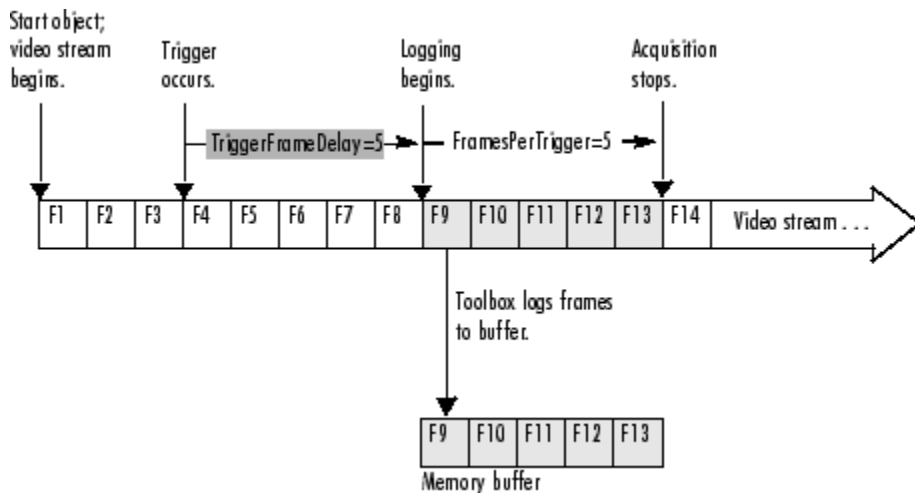 Start object;
video stream
begins.
Trigger
occurs.
Logging
begins.
Acquisition
stops.
TriggerFrameDelay=5
FramesPerTrigger=5
F1 F2 F3 F4 F5 F6 F7 F8 F9 F10 F11 F12 F13 F14 Video stream . . .
Toolbox logs frames
to buffer.
F9 F10 F11 F12 F13
Memory buffer